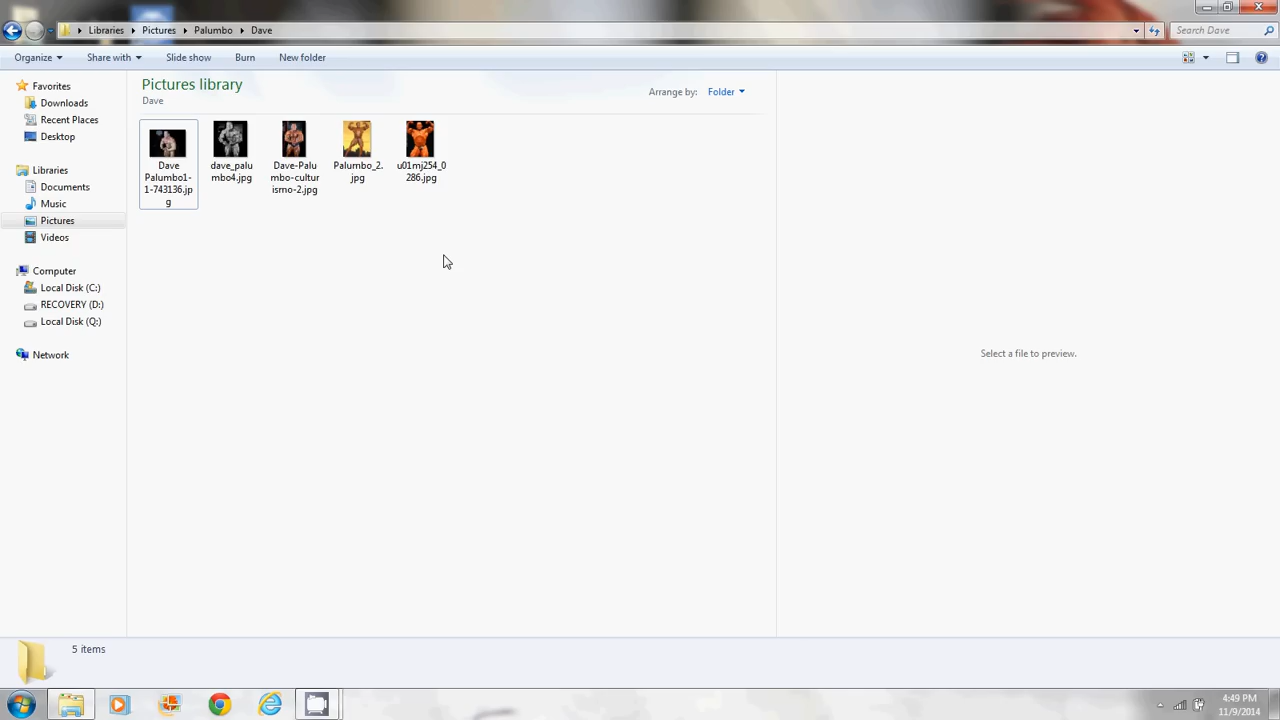 Libraries Pictures Palumbo Dave
Search Dave
Organize Share with Slide show Burn New folder
Favorites
Downloads
Recent Places
Desktop
Libraries
Documents
Music
Pictures
Videos
Computer
Local Disk (C:)
RECOVERY (D:)
Local Disk (Q:)
Network
Pictures library
Dave
Arrange by: Folder
Dave
Palumbo1-
1-743136.jp
g
dave_palu
mbo4.jpg
Dave-Palu
mbo-cultur
ismo-2.jpg
Palumbo_2.
jpg
u01mj254_0
286.jpg
Select a file to preview.
5 items
4:49 PM
11/9/2014